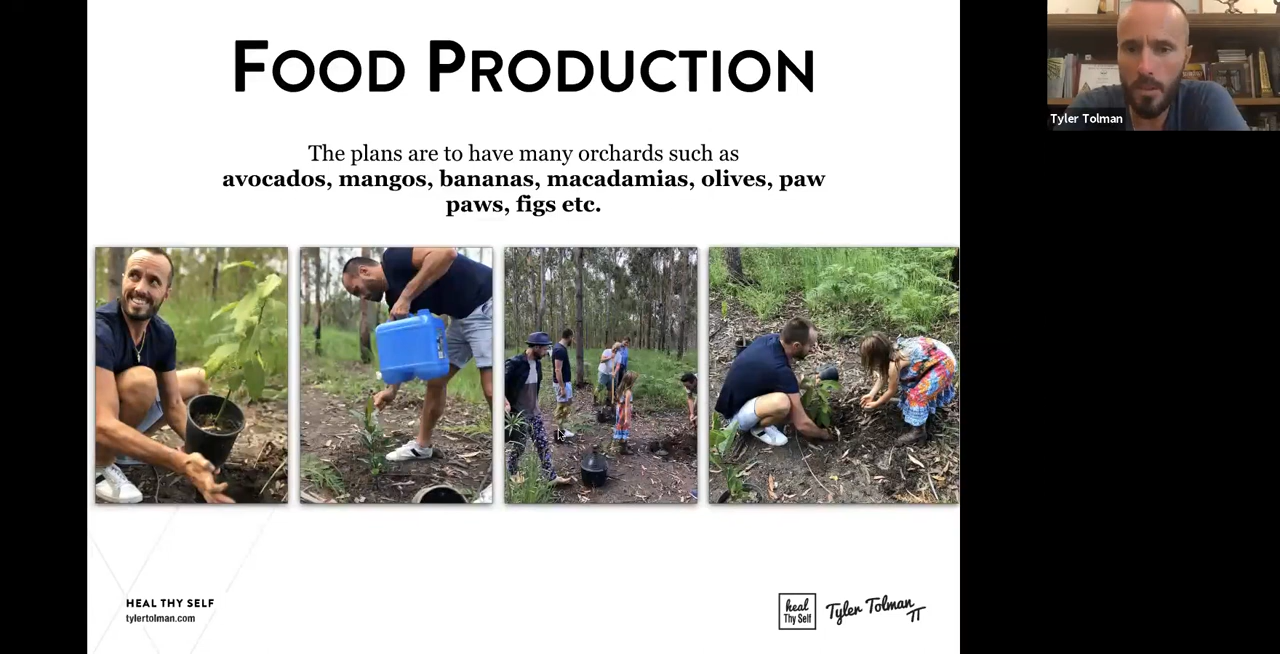 FOOD PRODUCTION
Tyler Tolman
The plans are to have many orchards such as
avocados, mangos, bananas, macadamias, olives, paw
paws, figs etc.
HEAL THY SELF
tylertolman.com
heal
Thy Self
Tyler Tolman